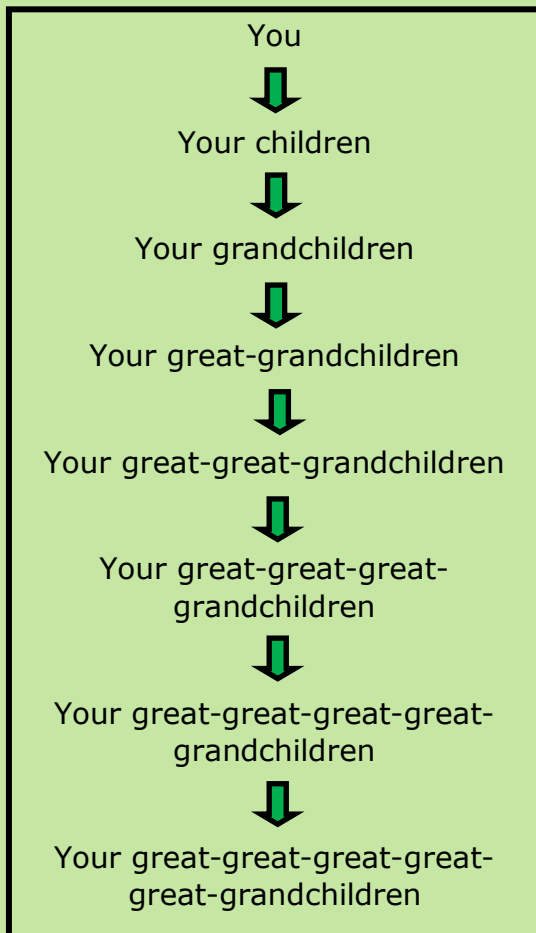 You
Your children
Your grandchildren
Your great-grandchildren
Your great-great-grandchildren
Your great-great-great-
grandchildren
Your great-great-great-great-
grandchildren
Your great-great-great-great-
great-grandchildren